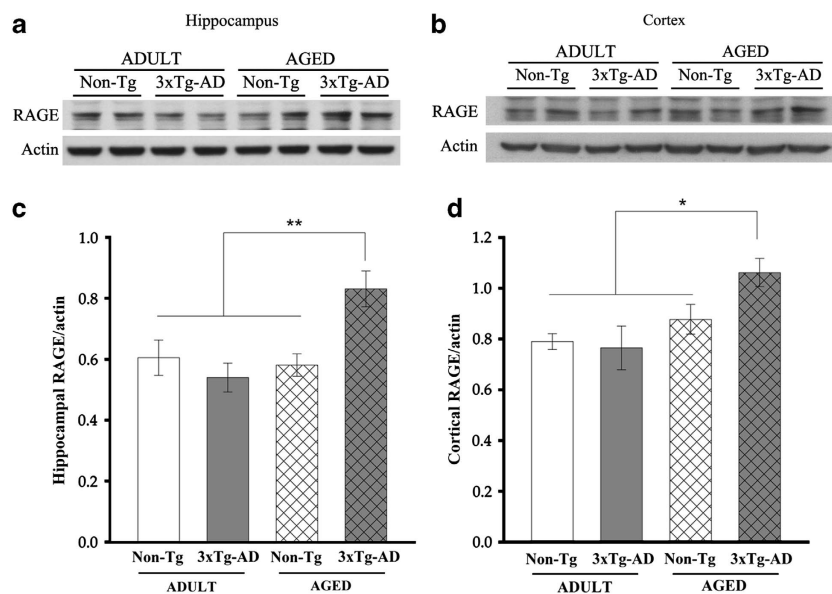 a
Hippocampus
ADULT AGED
Non-Tg 3xTg-AD Non-Tg 3xTg-AD
RAGE
Actin
b
Cortex
ADULT AGED
Non-Tg 3xTg-AD Non-Tg 3xTg-AD
RAGE
Actin
c
**
Hippocampal RAGE/actin
1.0
0.8
0.6
0.4
0.2
0.0
Non-Tg 3xTg-AD Non-Tg 3xTg-AD
ADULT AGED
d
*
Cortical RAGE/actin
1.2
1.0
0.8
0.6
0.4
0.2
0.0
Non-Tg 3xTg-AD Non-Tg 3xTg-AD
ADULT AGED